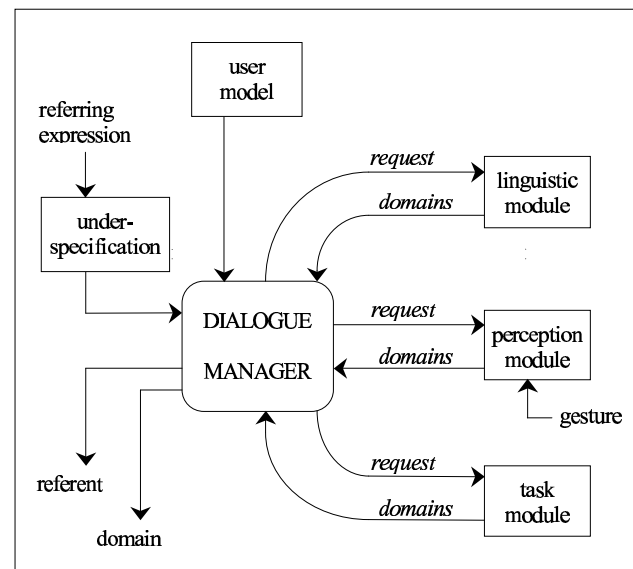 user
model
referring
expression
request
linguistic
module
domains
under-
specification
DIALOGUE
MANAGER
request
domains
perception
module
gesture
referent
domain
request
domains
task
module